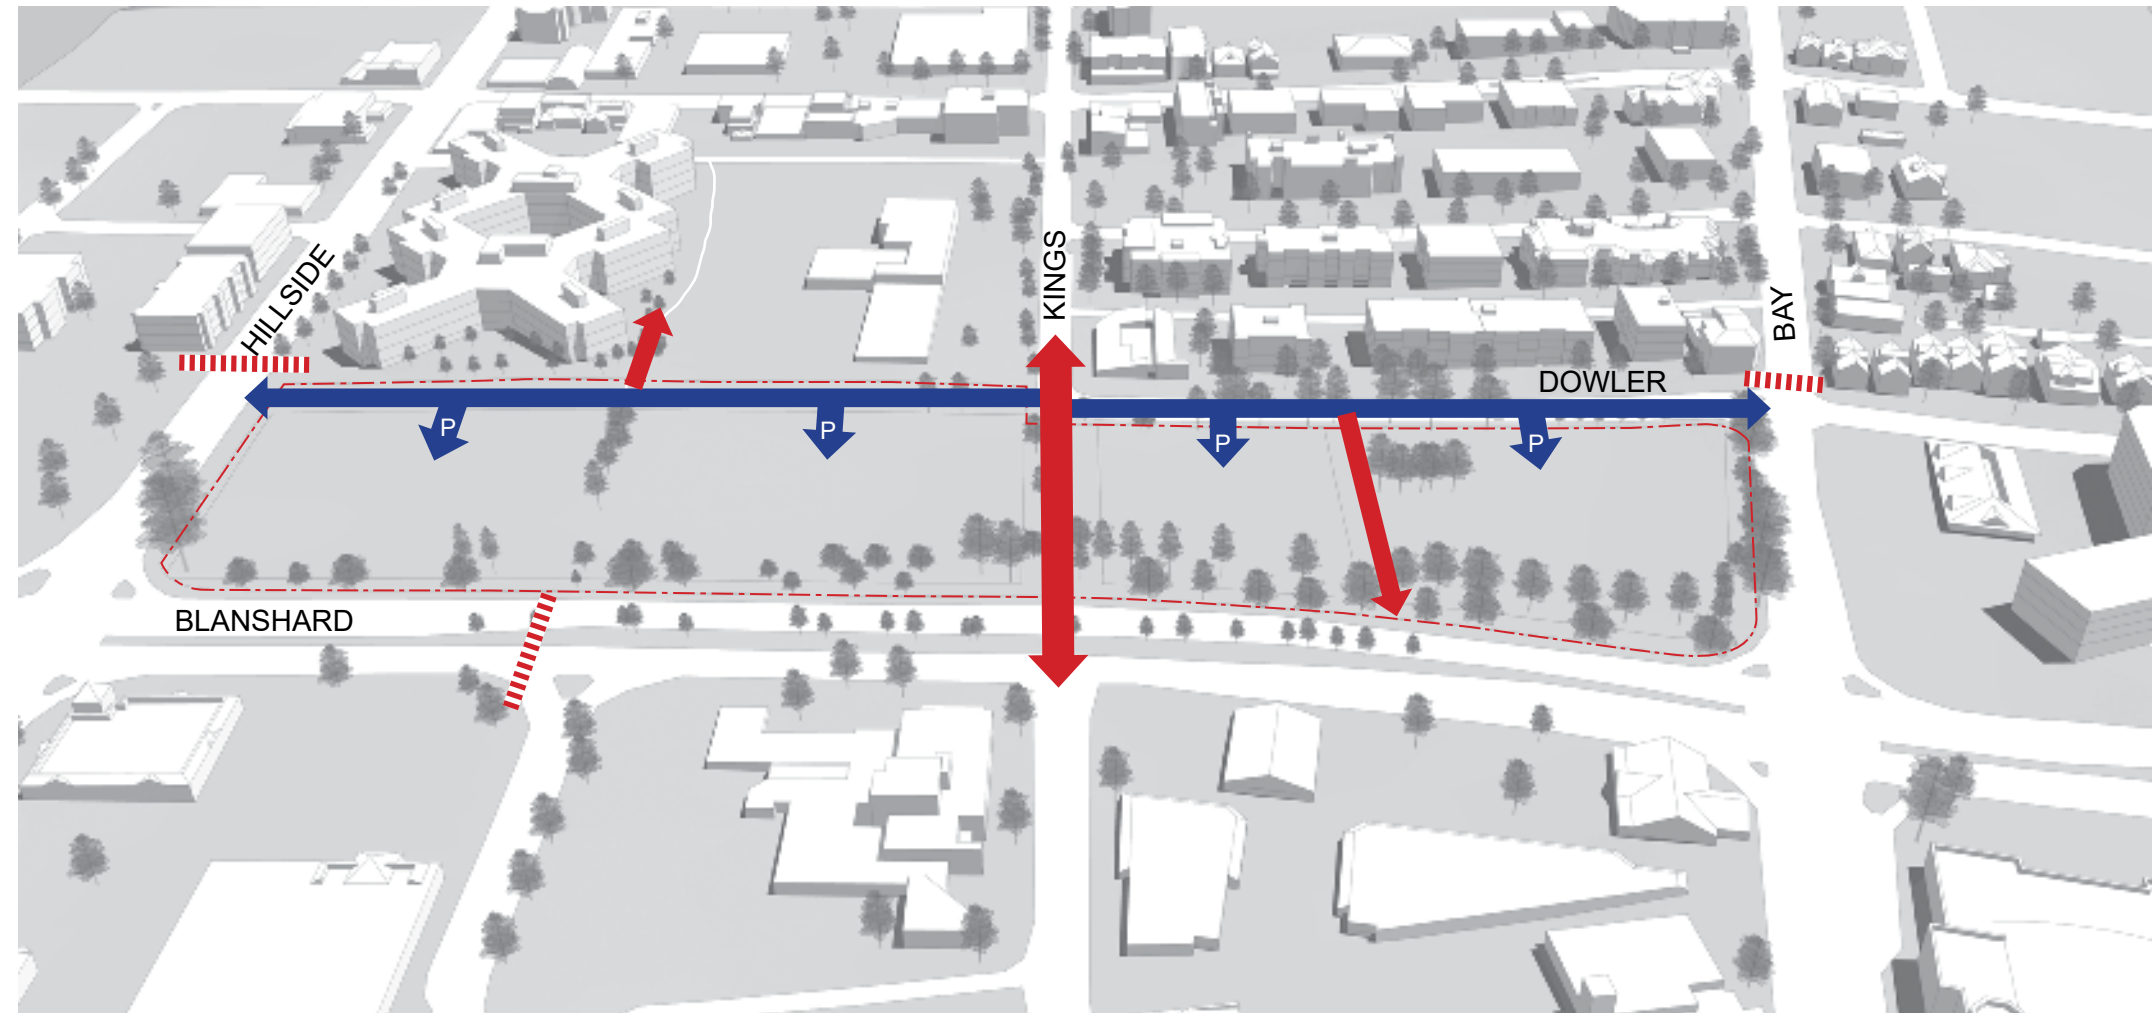 HILLSIDE
KINGS
BAY
DOWLER
P
P
P
P
BLANSHARD